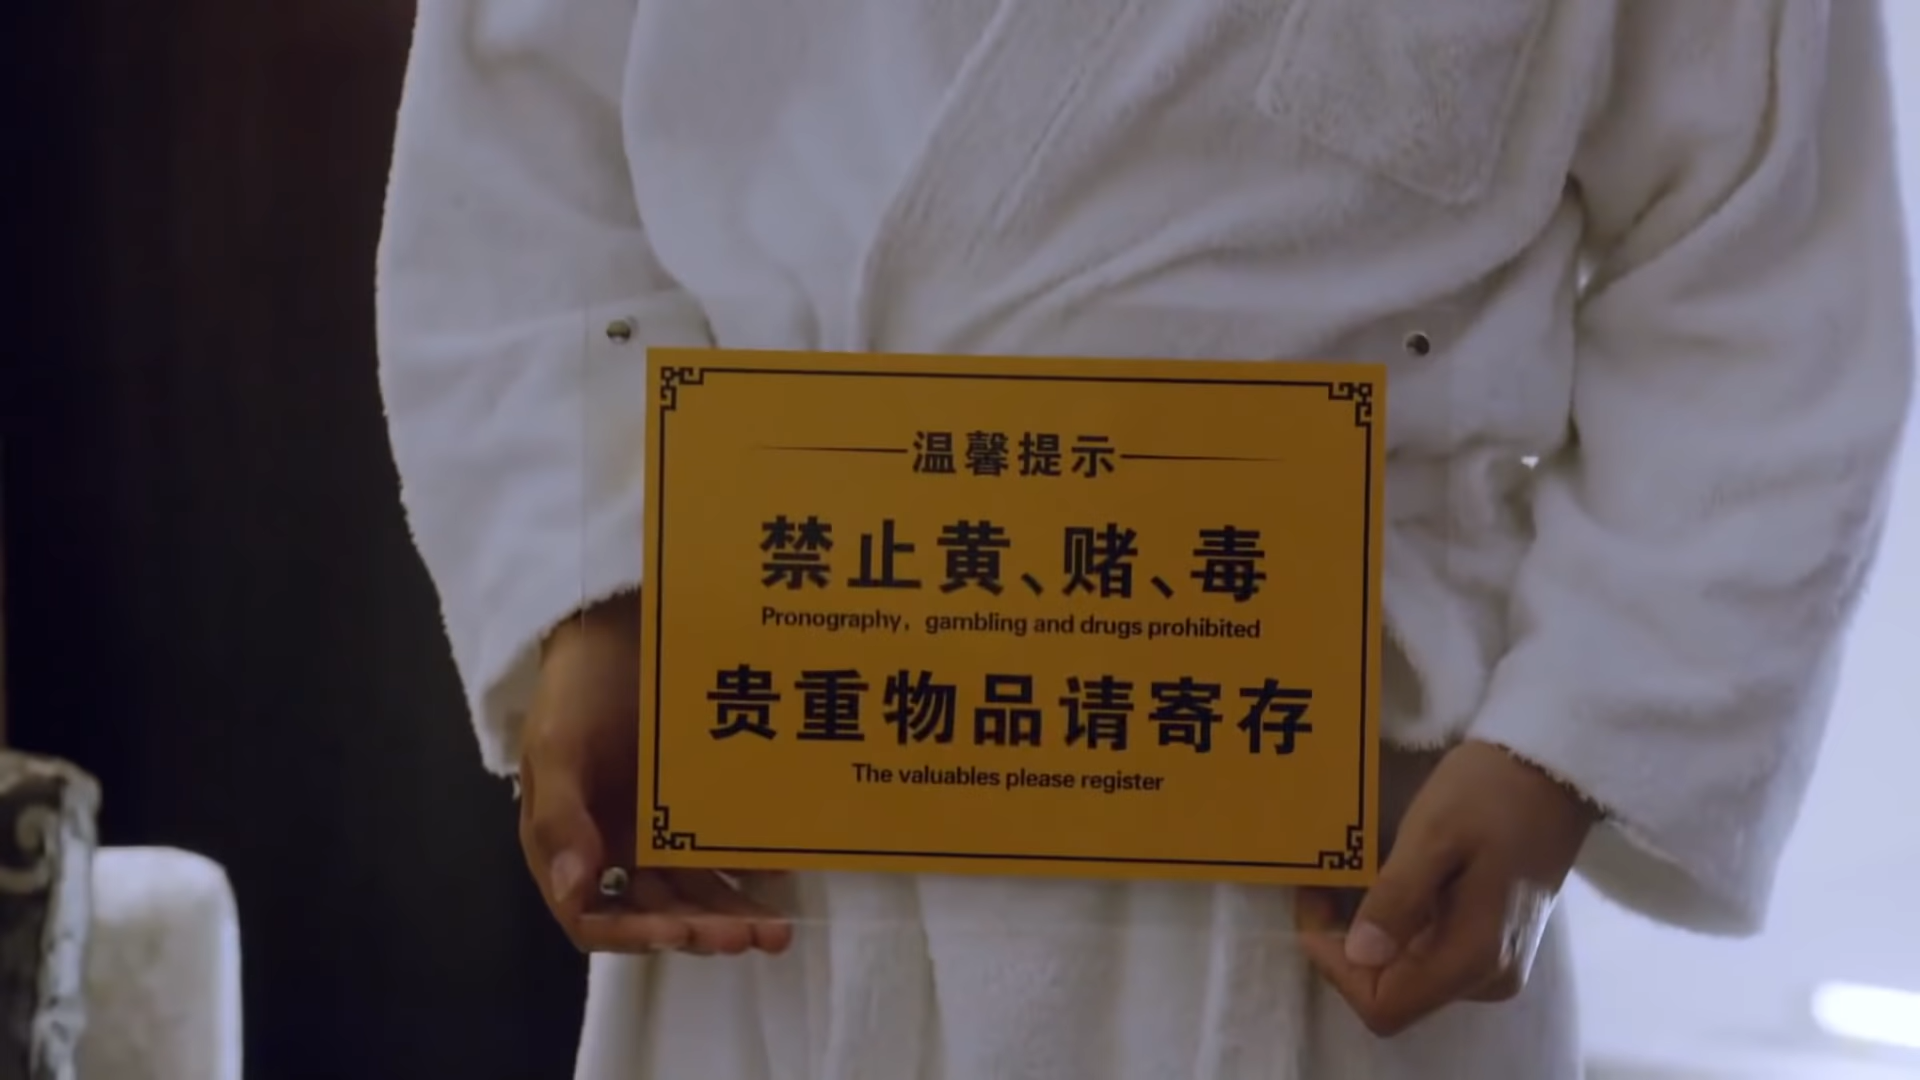 温馨提示
禁止黄、赌、毒
Pronography, gambling and drugs prohibited
贵重物品请寄存
The valuables please register